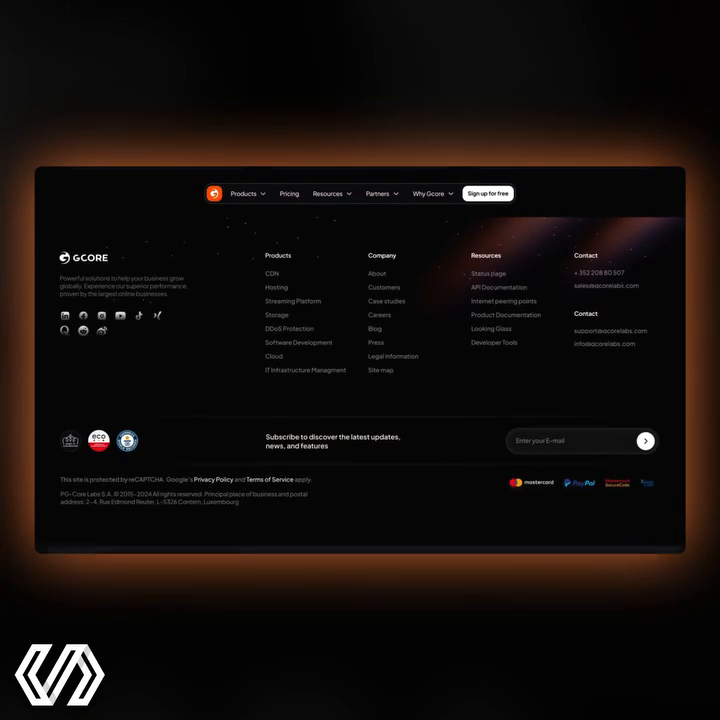 Products
Pricing
Resources
Partners
Why Gcore
Sign up for free
GCORE
Powerful solutions to help your business grow
globally. Experience our superior performance,
proven by the largest online businesses.
Products
CDN
Hosting
Streaming Platform
Storage
DDoS Protection
Software Development
Cloud
IT Infrastructure Managment
Company
About
Customers
Case studies
Careers
Blog
Press
Legal information
Site map
Resources
Status page
API Documentation
Internet peering points
Product Documentation
Looking Glass
Developer Tools
Contact
+ 352 208 80 507
sales@gcorelabs.com
Contact
support@gcorelabs.com
info@gcorelabs.com
eco
Subscribe to discover the latest updates,
news, and features
Enter your E-mail
This site is protected by reCAPTCHA. Google's Privacy Policy and Terms of Service apply.
mastercard
PayPal
Mastercard
SecureCode
PG-Core Labs S.A. © 2015-2024 All rights reserved. Principal place of business and postal
address: 2-4, Rue Edmond Reuter, L-5326 Contern, Luxembourg